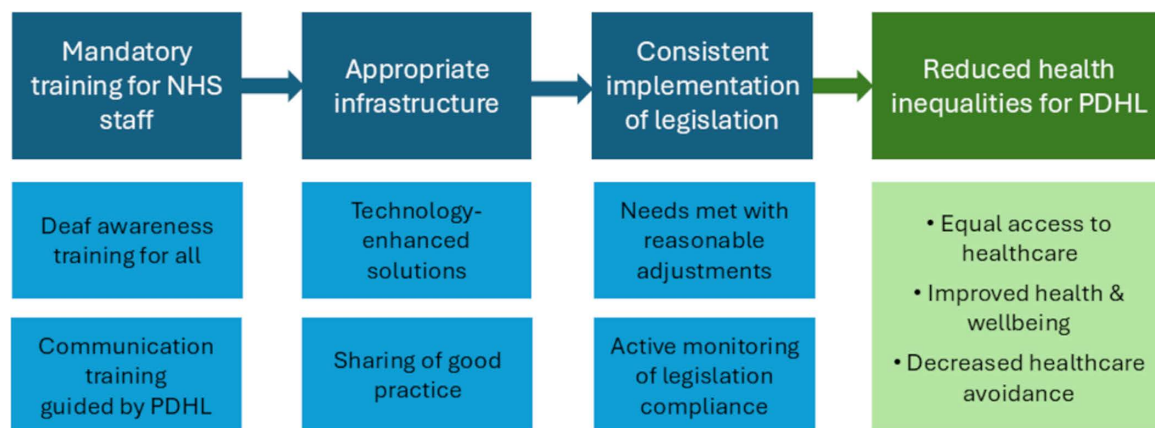 Mandatory
training for NHS
staff
Appropriate
infrastructure
Consistent
implementation
of legislation
Reduced health
inequalities for PDHL
Deaf awareness
training for all
Technology-
enhanced
solutions
Needs met with
reasonable
adjustments
• Equal access to
healthcare
• Improved health &
wellbeing
• Decreased healthcare
avoidance
Communication
training
guided by PDHL
Sharing of good
practice
Active monitoring
of legislation
compliance